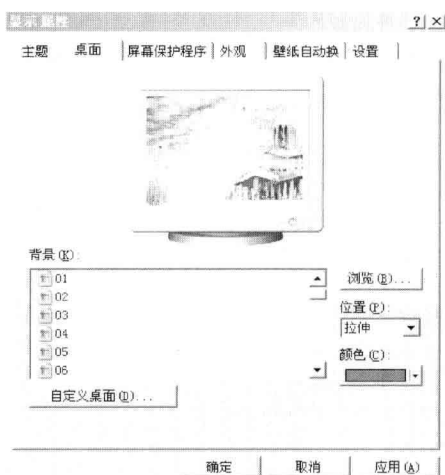 显示 属性 ? ×
主题 桌面 屏幕保护程序 外观 壁纸自动换 设置
背景(K):
01
02
03
04
05
06
浏览(B)...
位置(P):
拉伸
颜色(C):
自定义桌面(D)...
确定 取消 应用(A)